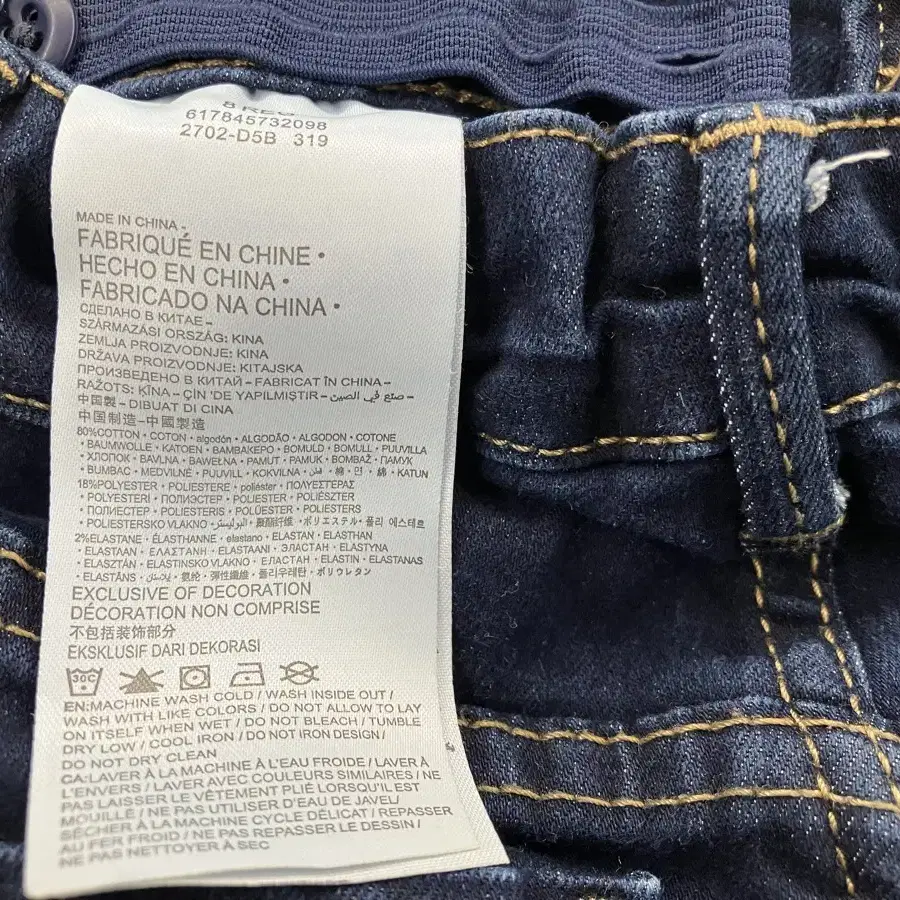 8 REG
617845732098
2702-D5B 319
MADE IN CHINA -
FABRIQUÉ EN CHINE •
HECHO EN CHINA •
FABRICADO NA CHINA •
СДЕЛАНО В КИТАЕ -
SZÁRMAZÁSI ORSZÁG: KINA
ZEMLJA PROIZVODNJE: KINA
DRŽAVA PROIZVODNJE: KITAJSKA
ПРОИЗВЕДЕНО В КИТАЙ - FABRICAT ÎN CHINA -
RAŽOTS: ĶĪNA - ÇİN 'DE YAPILMIŞTIR - صنع في الصين -
中国製 - DIBUAT DI CINA
中国制造 - 中國製造
80%COTTON • COTON • algodón • ALGODÃO • ALGODON • COTONE
• BAUMWOLLE • KATOEN • ΒΑΜΒΑΚΕΡΟ • BOMULD • BOMULL • PUUVILLA
• ХЛОПОК • BAVLNA • BAWEŁNA • PAMUT • PAMUK • BOMBAŽ • ПАМУК
• BUMBAC • MEDVILNĖ • PUUVILL • KOKVILNA • قطن • 棉 • 면 • 綿 • KATUN
18%POLYESTER • POLIESTERE • poliéster • ΠΟΛΥΕΣΤΕΡΑΣ
• POLYESTERI • ПОЛИЭСТЕР • POLIESTER • POLIÉSZTER
• ПОЛИЕСТЕР • POLIESTERIS • POLÜESTER • POLIESTERS
• POLIESTERSKO VLAKNO • البوليستر • 聚酯纤维 • ポリエステル • 폴리 에스테르
2%ELASTANE • ÉLASTHANNE • elastano • ELASTAN • ELASTHAN
• ELASTAAN • ΕΛΑΣΤΑΝΗ • ELASTAANI • ЭЛАСТАН • ELASTYNA
• ELASZTÁN • ELASTINSKO VLAKNO • ЕЛАСТАН • ELASTIN • ELASTANAS
• ELASTĀNS • إيلاستان • 氨纶 • 彈性纖維 • 폴리우레탄 • ポリウレタン
EXCLUSIVE OF DECORATION
DÉCORATION NON COMPRISE
不包括装饰部分
EKSKLUSIF DARI DEKORASI
30C
EN:MACHINE WASH COLD / WASH INSIDE OUT /
WASH WITH LIKE COLORS / DO NOT ALLOW TO LAY
ON ITSELF WHEN WET / DO NOT BLEACH / TUMBLE
DRY LOW / COOL IRON / DO NOT IRON DESIGN /
DO NOT DRY CLEAN
CA:LAVER À LA MACHINE À L'EAU FROIDE / LAVER À
L'ENVERS / LAVER AVEC COULEURS SIMILAIRES / NE
PAS LAISSER LE VÊTEMENT PLIÉ LORSQU'IL EST
MOUILLÉ / NE PAS UTILISER D'EAU DE JAVEL/
SÉCHER À LA MACHINE CYCLE DÉLICAT / REPASSER
AU FER FROID / NE PAS REPASSER LE DESSIN /
NE PAS NETTOYER À SEC